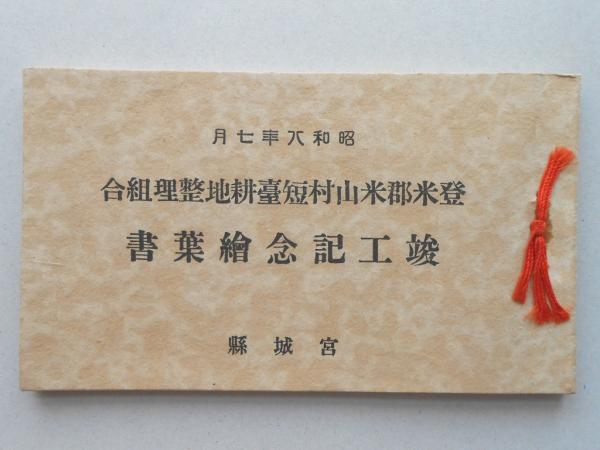 昭和八年七月
登米郡米山村短臺耕地整理組合
竣工記念繪葉書
宮城縣